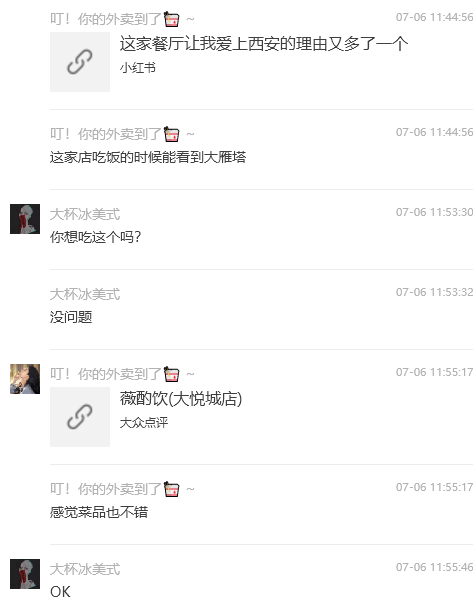 叮！你的外卖到了 ~
07-06 11:44:56
这家餐厅让我爱上西安的理由又多了一个
小红书
叮！你的外卖到了 ~
07-06 11:44:56
这家店吃饭的时候能看到大雁塔
大杯冰美式
07-06 11:53:30
你想吃这个吗?
大杯冰美式
07-06 11:53:32
没问题
叮！你的外卖到了 ~
07-06 11:55:17
薇酌饮(大悦城店)
大众点评
叮！你的外卖到了 ~
07-06 11:55:17
感觉菜品也不错
大杯冰美式
07-06 11:55:46
OK